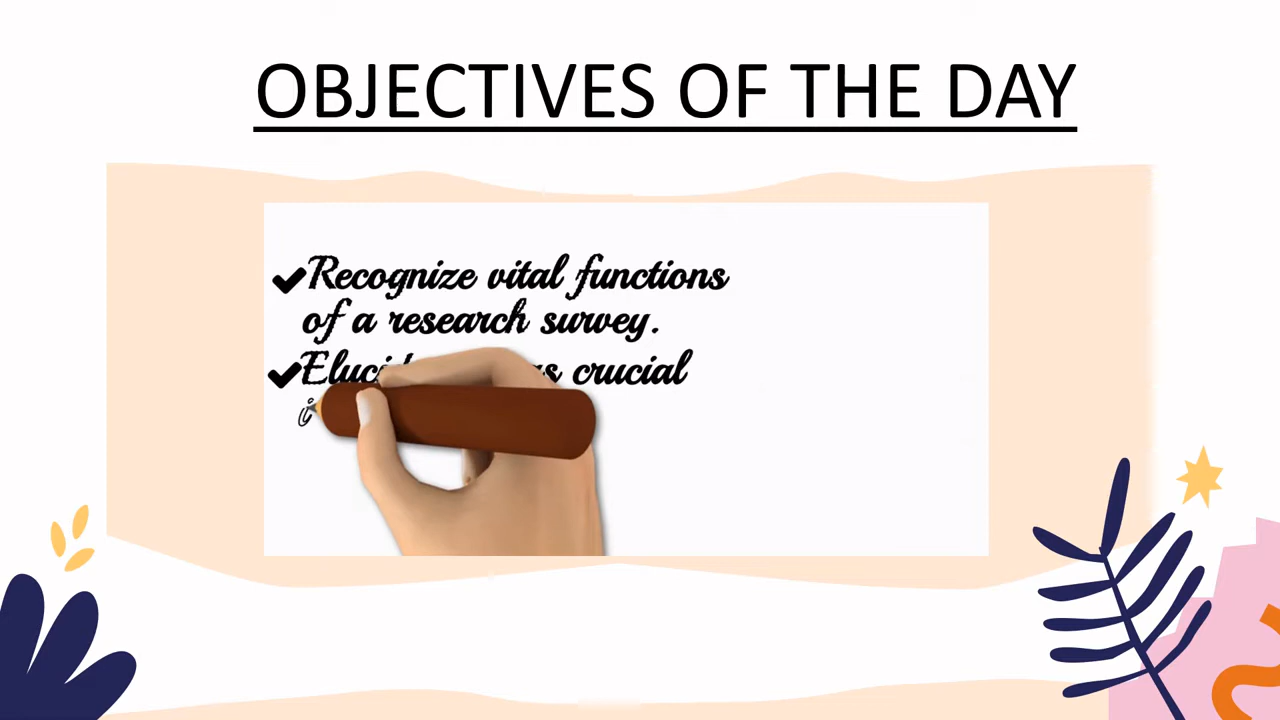 OBJECTIVES OF THE DAY
✔Recognize vital functions
of a research survey.
✔ crucial